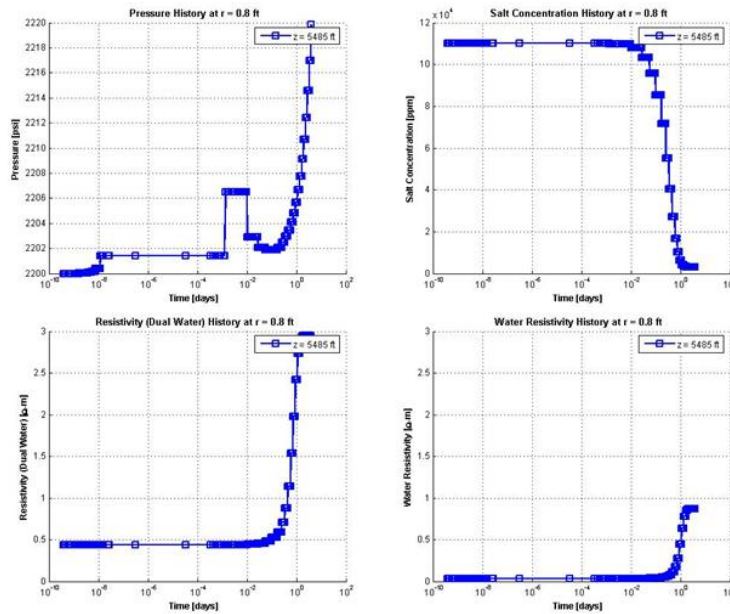 Pressure History at r = 0.8 ft
z = 5485 ft
2220
2218
2216
2214
2212
2210
2208
2206
2204
2202
2200
Pressure [psi]
10^-10 10^-8 10^-6 10^-4 10^-2 10^0 10^2
Time [days]
Salt Concentration History at r = 0.8 ft
x 10^4
z = 5485 ft
12
10
8
6
4
2
0
Salt Concentration [ppm]
10^-10 10^-8 10^-6 10^-4 10^-2 10^0 10^2
Time [days]
Resistivity (Dual Water) History at r = 0.8 ft
z = 5485 ft
3
2.5
2
1.5
1
0.5
0
Resistivity (Dual Water) [Ω.m]
10^-10 10^-8 10^-6 10^-4 10^-2 10^0 10^2
Time [days]
Water Resistivity History at r = 0.8 ft
z = 5485 ft
3
2.5
2
1.5
1
0.5
0
Water Resistivity [Ω.m]
10^-10 10^-8 10^-6 10^-4 10^-2 10^0 10^2
Time [days]